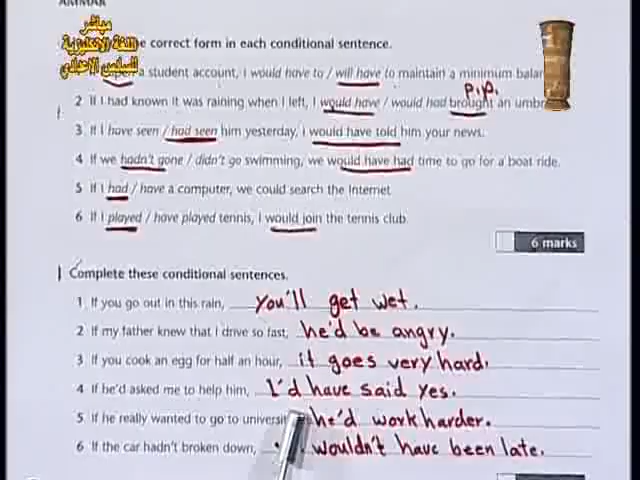 مباشر
اللغة الانكليزية
للسادس الاعدادي
e correct form in each conditional sentence.
a student account, I would have to / will have to maintain a minimum balan
p.p.
2 If I had known it was raining when I left, I would have / would had brought an umb
3 If I have seen / had seen him yesterday, I would have told him your news.
4 If we hadn't gone / didn't go swimming, we would have had time to go for a boat ride.
5 If I had / have a computer, we could search the Internet
6 If I played / have played tennis, I would join the tennis club
6 marks
Complete these conditional sentences.
1 If you go out in this rain, you'll get wet.
2 If my father knew that I drive so fast, he'd be angry.
3 If you cook an egg for half an hour, it goes very hard.
4 If he'd asked me to help him, I'd have said yes.
5 If he really wanted to go to universit he'd work harder.
6 If the car hadn't broken down, wouldn't have been late.